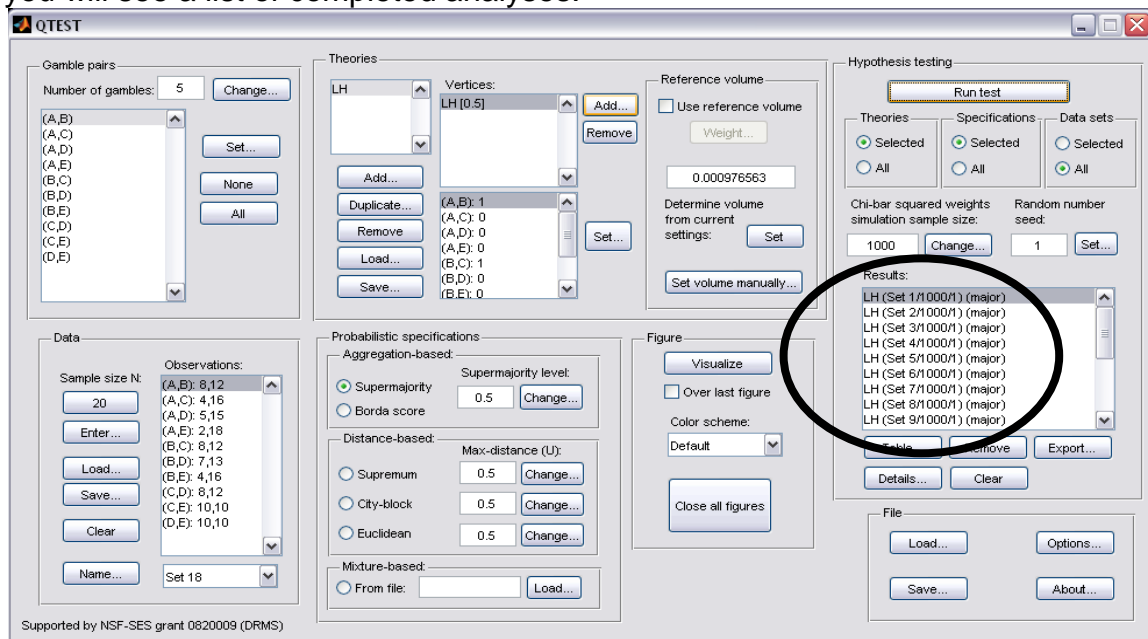 you will see a list of completed analyses.
QTEST
Gamble pairs
Number of gambles: 5 Change...
(A,B)
(A,C)
(A,D)
(A,E)
(B,C)
(B,D)
(B,E)
(C,D)
(C,E)
(D,E)
Set...
None
All
Theories
LH
Vertices:
LH [0.5]
Add...
Remove
Add...
Duplicate...
Remove
Load...
Save...
(A,B): 1
(A,C): 0
(A,D): 0
(A,E): 0
(B,C): 1
(B,D): 0
(B,E): 0
Set...
Reference volume
Use reference volume
Weight...
0.000976563
Determine volume
from current
settings: Set
Set volume manually...
Hypothesis testing
Run test
Theories
Selected
All
Specifications
Selected
All
Data sets
Selected
All
Chi-bar squared weights
simulation sample size:
1000 Change...
Random number
seed:
1 Set...
Results:
LH (Set 1/1000/1) (major)
LH (Set 2/1000/1) (major)
LH (Set 3/1000/1) (major)
LH (Set 4/1000/1) (major)
LH (Set 5/1000/1) (major)
LH (Set 6/1000/1) (major)
LH (Set 7/1000/1) (major)
LH (Set 8/1000/1) (major)
LH (Set 9/1000/1) (major)
Table... Remove Export...
Details... Clear
Data
Sample size N:
20
Enter...
Load...
Save...
Clear
Name...
Observations:
(A,B): 8,12
(A,C): 4,16
(A,D): 5,15
(A,E): 2,18
(B,C): 8,12
(B,D): 7,13
(B,E): 4,16
(C,D): 8,12
(C,E): 10,10
(D,E): 10,10
Set 18
Probabilistic specifications
Aggregation-based:
Supermajority
Borda score
Supermajority level:
0.5 Change...
Distance-based:
Max-distance (U):
Supremum 0.5 Change...
City-block 0.5 Change...
Euclidean 0.5 Change...
Mixture-based:
From file: Load...
Figure
Visualize
Over last figure
Color scheme:
Default
Close all figures
File
Load... Options...
Save... About...
Supported by NSF-SES grant 0820009 (DRMS)